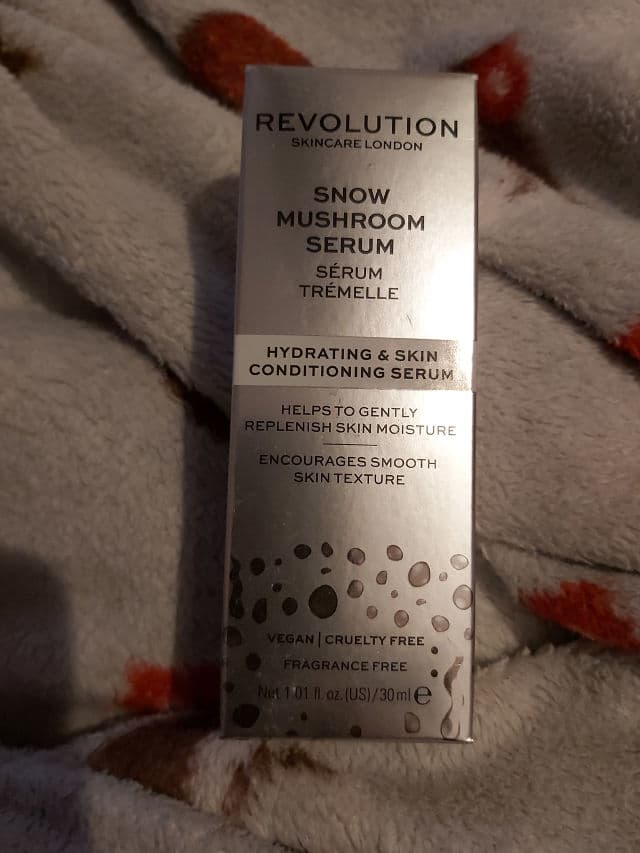 REVOLUTION
SKINCARE LONDON
SNOW
MUSHROOM
SERUM
SÉRUM
TRÉMELLE
HYDRATING & SKIN
CONDITIONING SERUM
HELPS TO GENTLY
REPLENISH SKIN MOISTURE
ENCOURAGES SMOOTH
SKIN TEXTURE
VEGAN | CRUELTY FREE
FRAGRANCE FREE
Net 1.01 fl. oz. (US) / 30 ml ℮